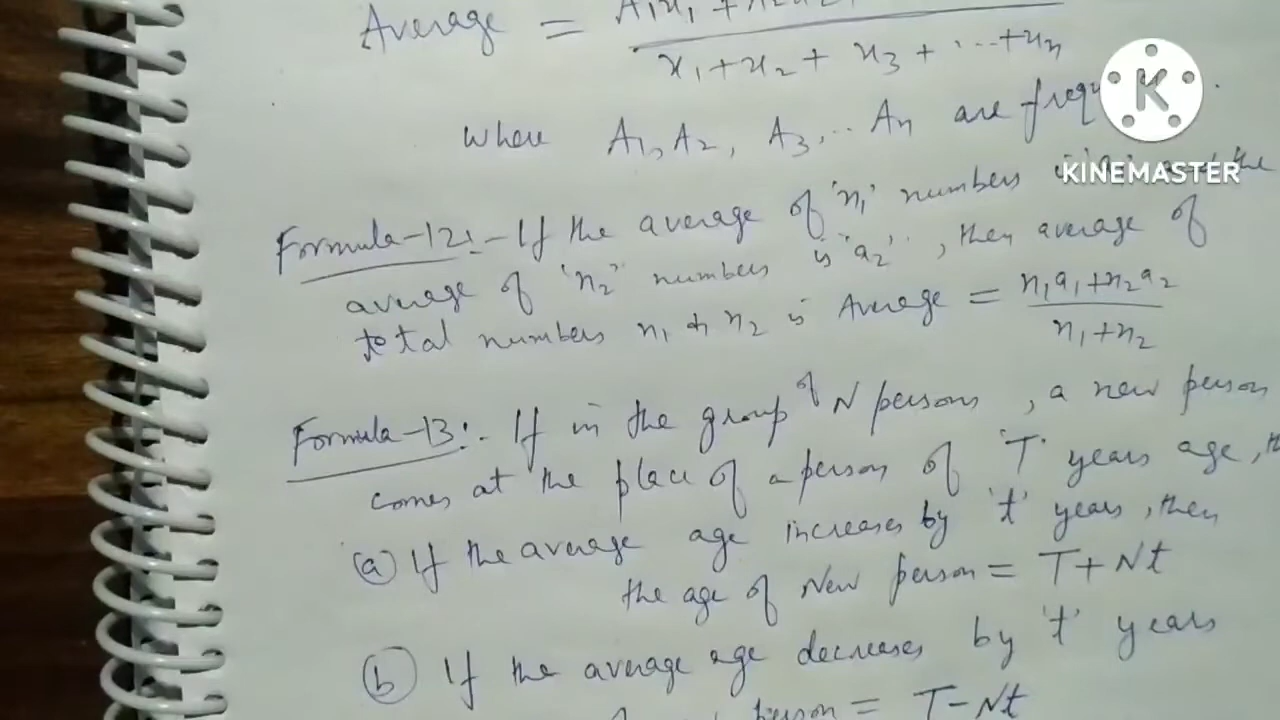 Average = A1x1 +
x1+x2+ x3 + ...+xn
K
where A1, A2, A3, .. An are freq
KINEMASTER
Formula-12:- If the average of 'n1' numbers the
average of 'n2' numbers is 'a2', then average of
total numbers n1 & n2 is Average = n1a1+n2a2
n1+n2
Formula-13:- If in the group of N persons, a new person
comes at the place of a person of 'T' years age,
(a) If the average age increases by 't' years, then
the age of New person = T+Nt
(b) If the average age decreases by 't' years
person = T-Nt